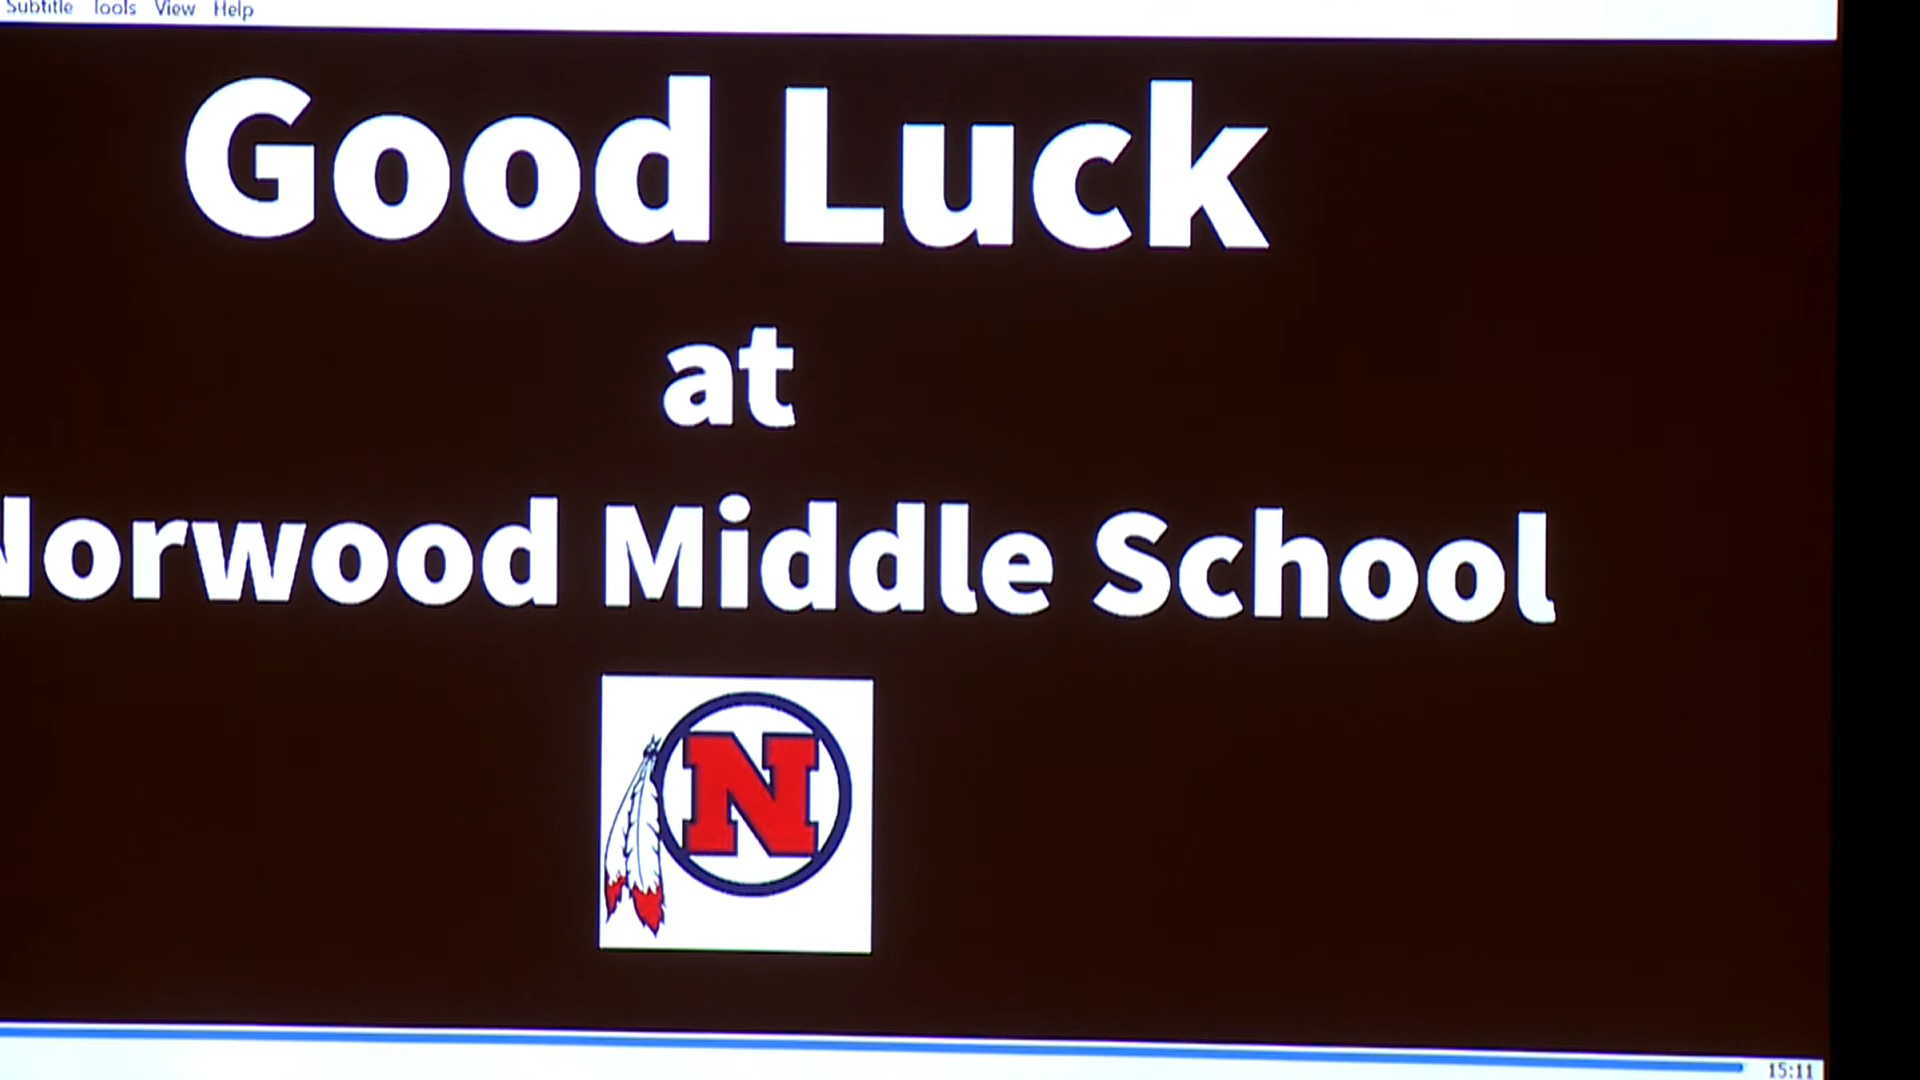 Subtitle Tools View Help
Good Luck
at
Norwood Middle School
N
15:11